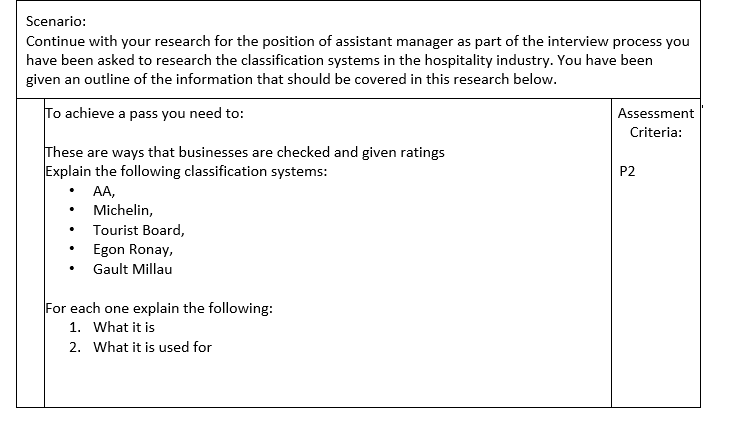 Scenario:
Continue with your research for the position of assistant manager as part of the interview process you
have been asked to research the classification systems in the hospitality industry. You have been
given an outline of the information that should be covered in this research below.
To achieve a pass you need to:
Assessment
Criteria:
These are ways that businesses are checked and given ratings
Explain the following classification systems:
P2
• AA,
• Michelin,
• Tourist Board,
• Egon Ronay,
• Gault Millau
For each one explain the following:
1. What it is
2. What it is used for